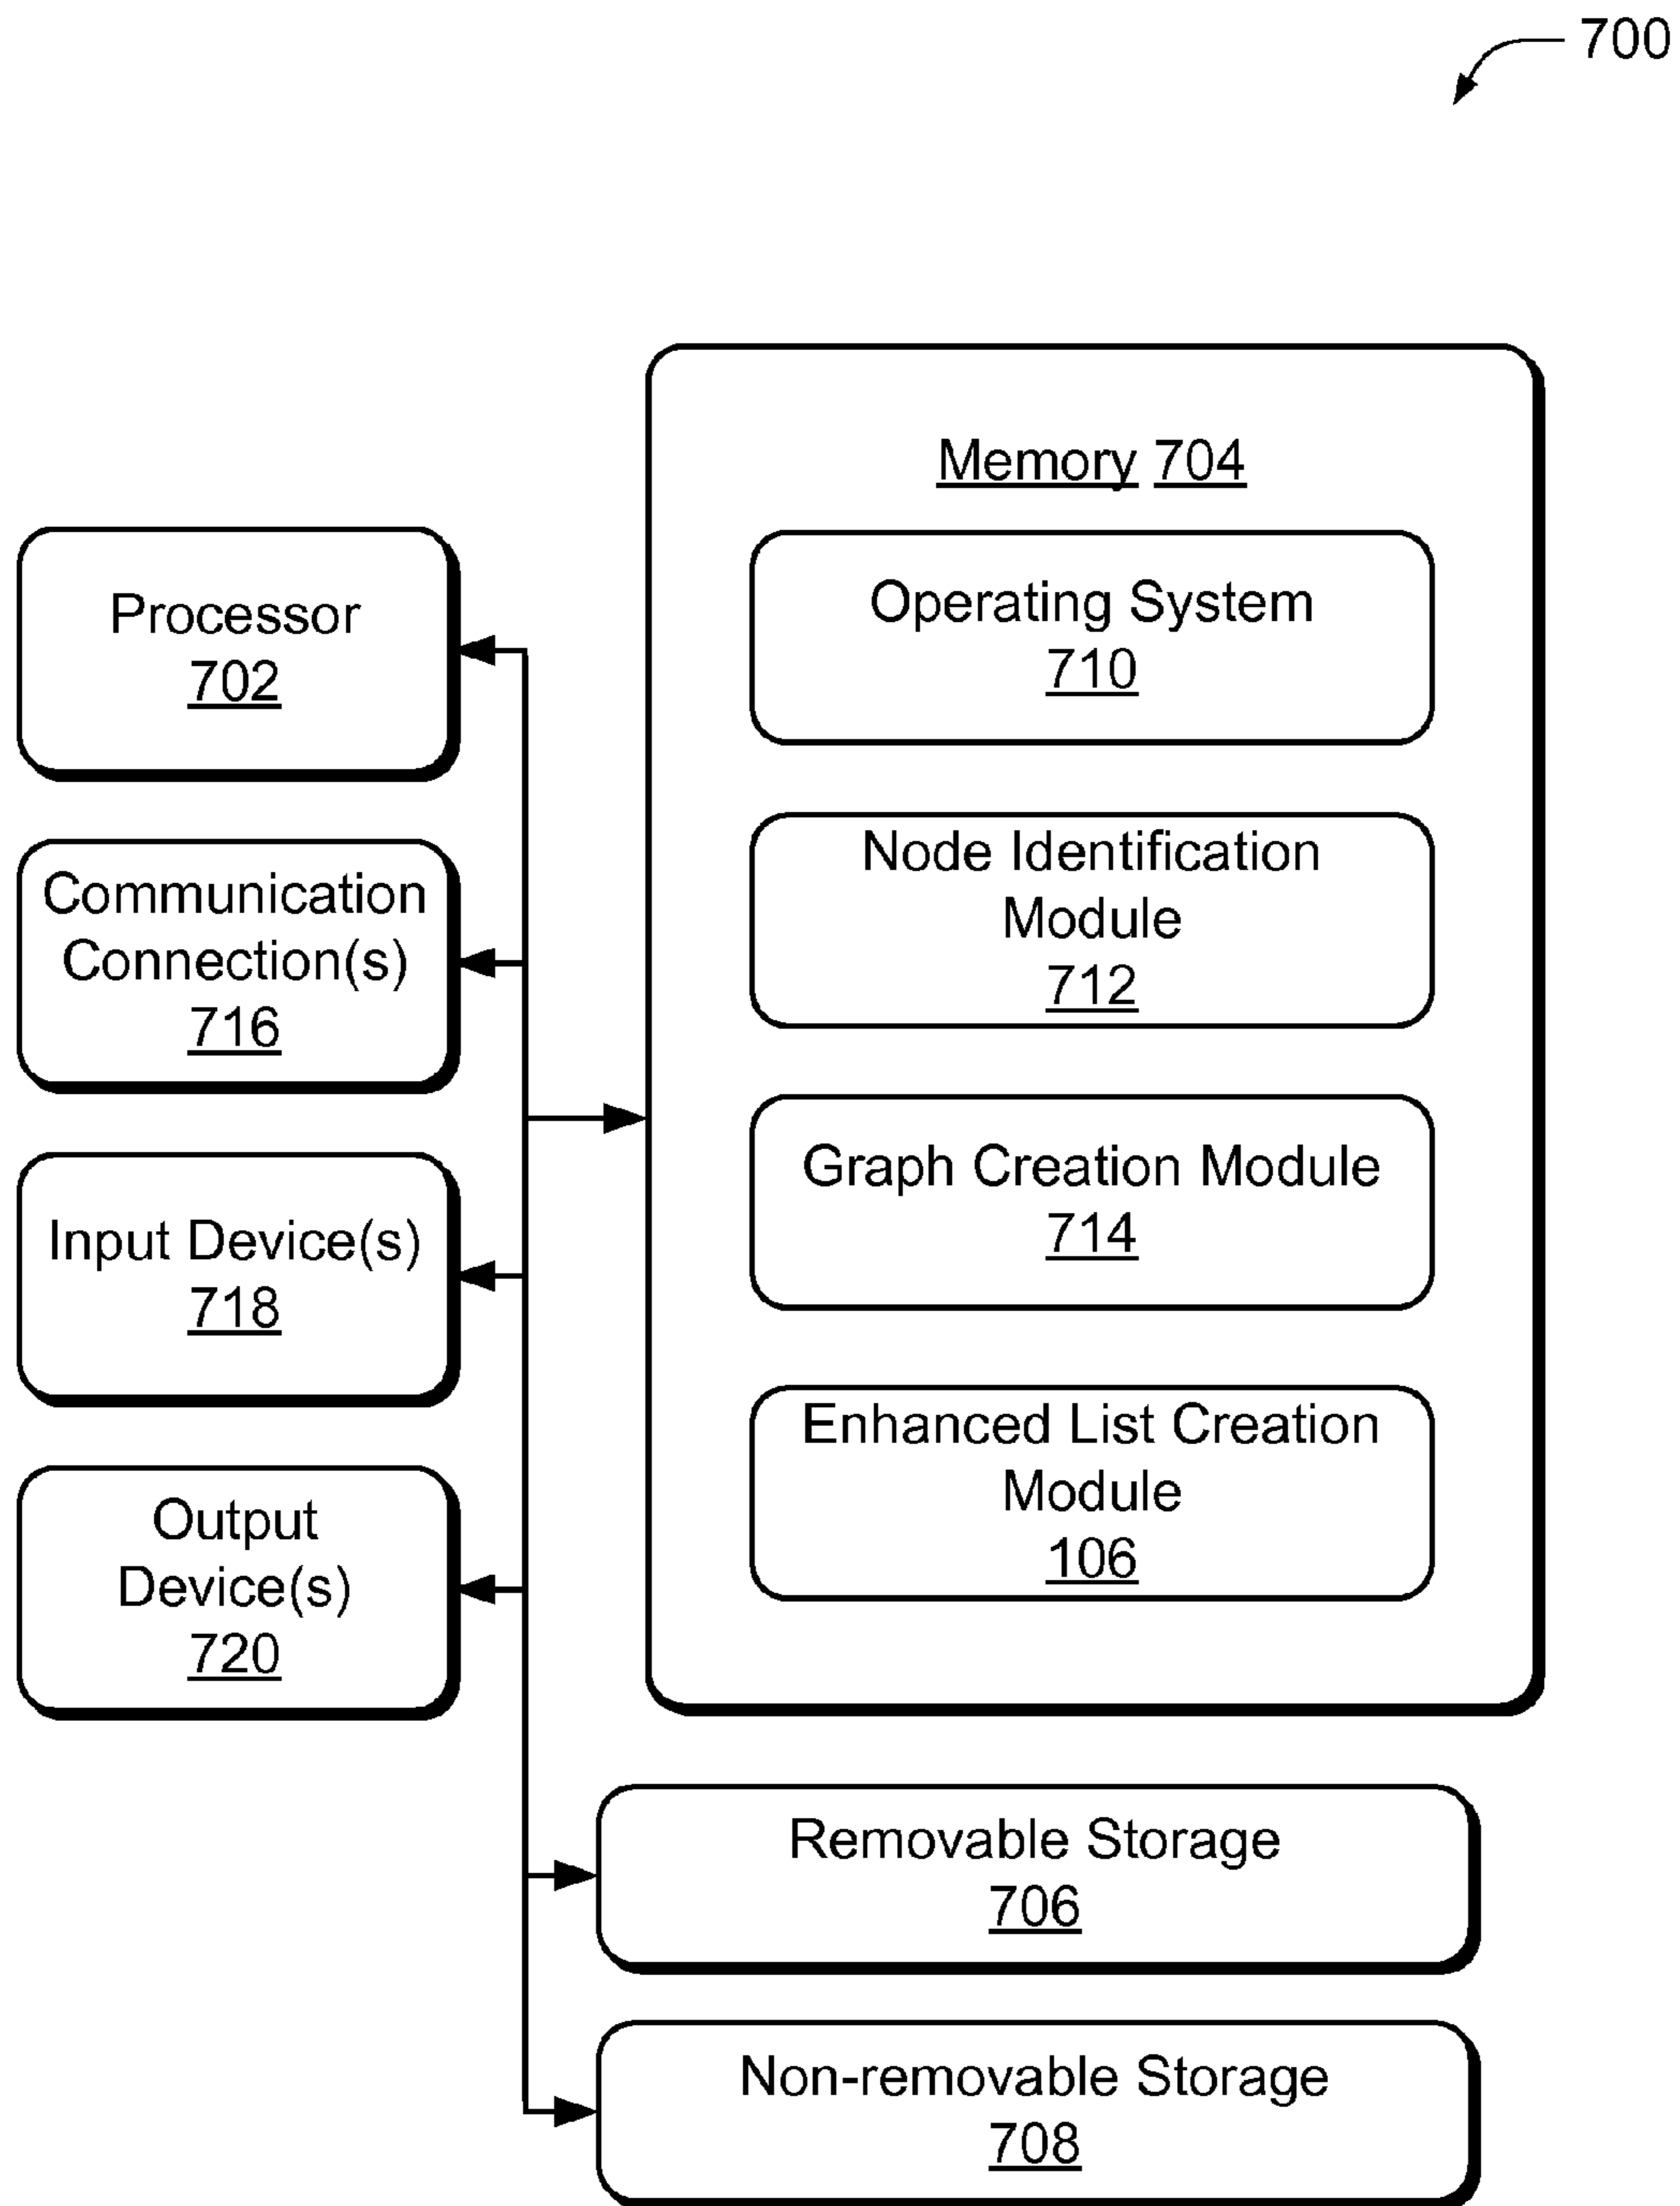 700
Memory 704
Operating System
710
Node Identification
Module
712
Graph Creation Module
714
Enhanced List Creation
Module
106
Processor
702
Communication
Connection(s)
716
Input Device(s)
718
Output
Device(s)
720
Removable Storage
706
Non-removable Storage
708